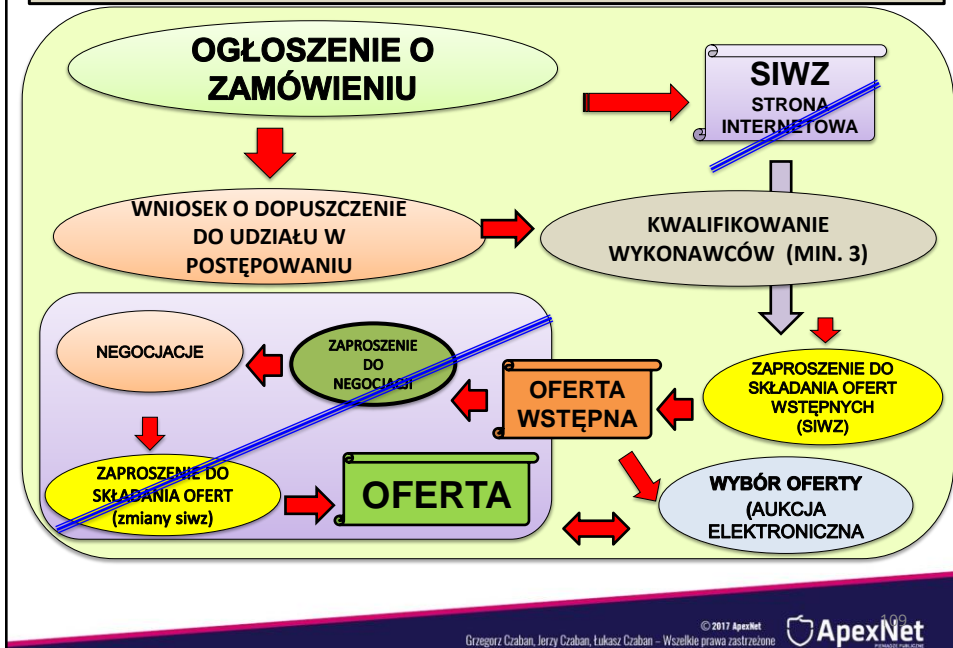 OGŁOSZENIE O
ZAMÓWIENIU
SIWZ
STRONA
INTERNETOWA
WNIOSEK O DOPUSZCZENIE
DO UDZIAŁU W
POSTĘPOWANIU
KWALIFIKOWANIE
WYKONAWCÓW (MIN. 3)
NEGOCJACJE
ZAPROSZENIE
DO
NEGOCJACJI
OFERTA
WSTĘPNA
ZAPROSZENIE DO
SKŁADANIA OFERT
WSTĘPNYCH
(SIWZ)
ZAPROSZENIE DO
SKŁADANIA OFERT
(zmiany siwz)
OFERTA
WYBÓR OFERTY
(AUKCJA
ELEKTRONICZNA
© 2017 ApexNet
Grzegorz Czaban, Jerzy Czaban, Łukasz Czaban – Wszelkie prawa zastrzeżone
109
ApexNet
PIENIĄDZE PUBLICZNE